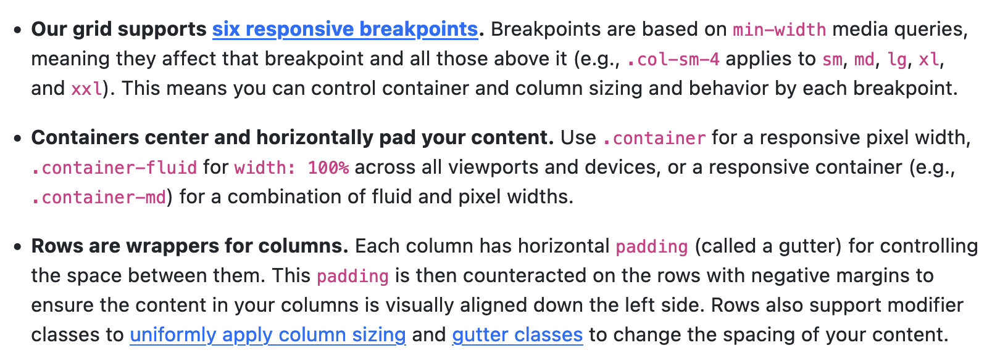 • Our grid supports six responsive breakpoints. Breakpoints are based on min-width media queries,
meaning they affect that breakpoint and all those above it (e.g., .col-sm-4 applies to sm, md, lg, xl,
and xxl). This means you can control container and column sizing and behavior by each breakpoint.
• Containers center and horizontally pad your content. Use .container for a responsive pixel width,
.container-fluid for width: 100% across all viewports and devices, or a responsive container (e.g.,
.container-md) for a combination of fluid and pixel widths.
• Rows are wrappers for columns. Each column has horizontal padding (called a gutter) for controlling
the space between them. This padding is then counteracted on the rows with negative margins to
ensure the content in your columns is visually aligned down the left side. Rows also support modifier
classes to uniformly apply column sizing and gutter classes to change the spacing of your content.